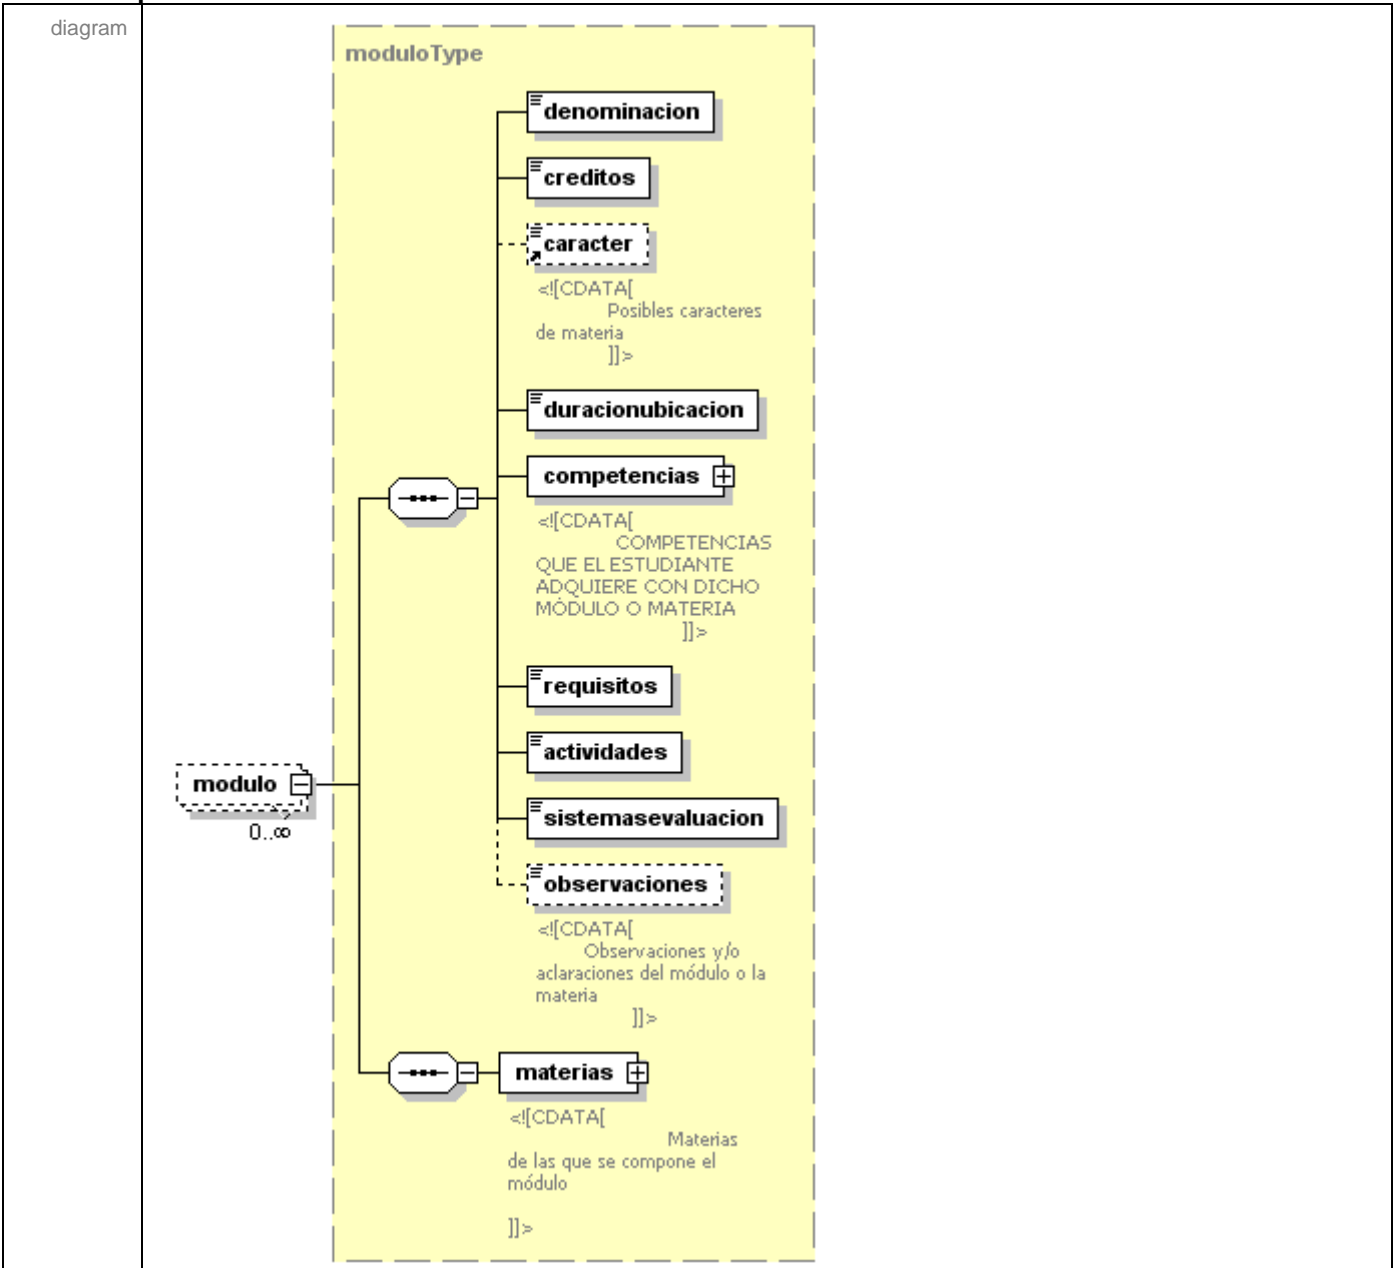 diagram
moduloType
denominacion
creditos
caracter
<![CDATA[
Posibles caracteres
de materia
]]>
duracionubicacion
competencias
<![CDATA[
COMPETENCIAS
QUE EL ESTUDIANTE
ADQUIERE CON DICHO
MÓDULO O MATERIA
]]>
requisitos
actividades
modulo
0..∞
sistemasevaluacion
observaciones
<![CDATA[
Observaciones y/o
aclaraciones del módulo o la
materia
]]>
materias
<![CDATA[
Materias
de las que se compone el
módulo
]]>